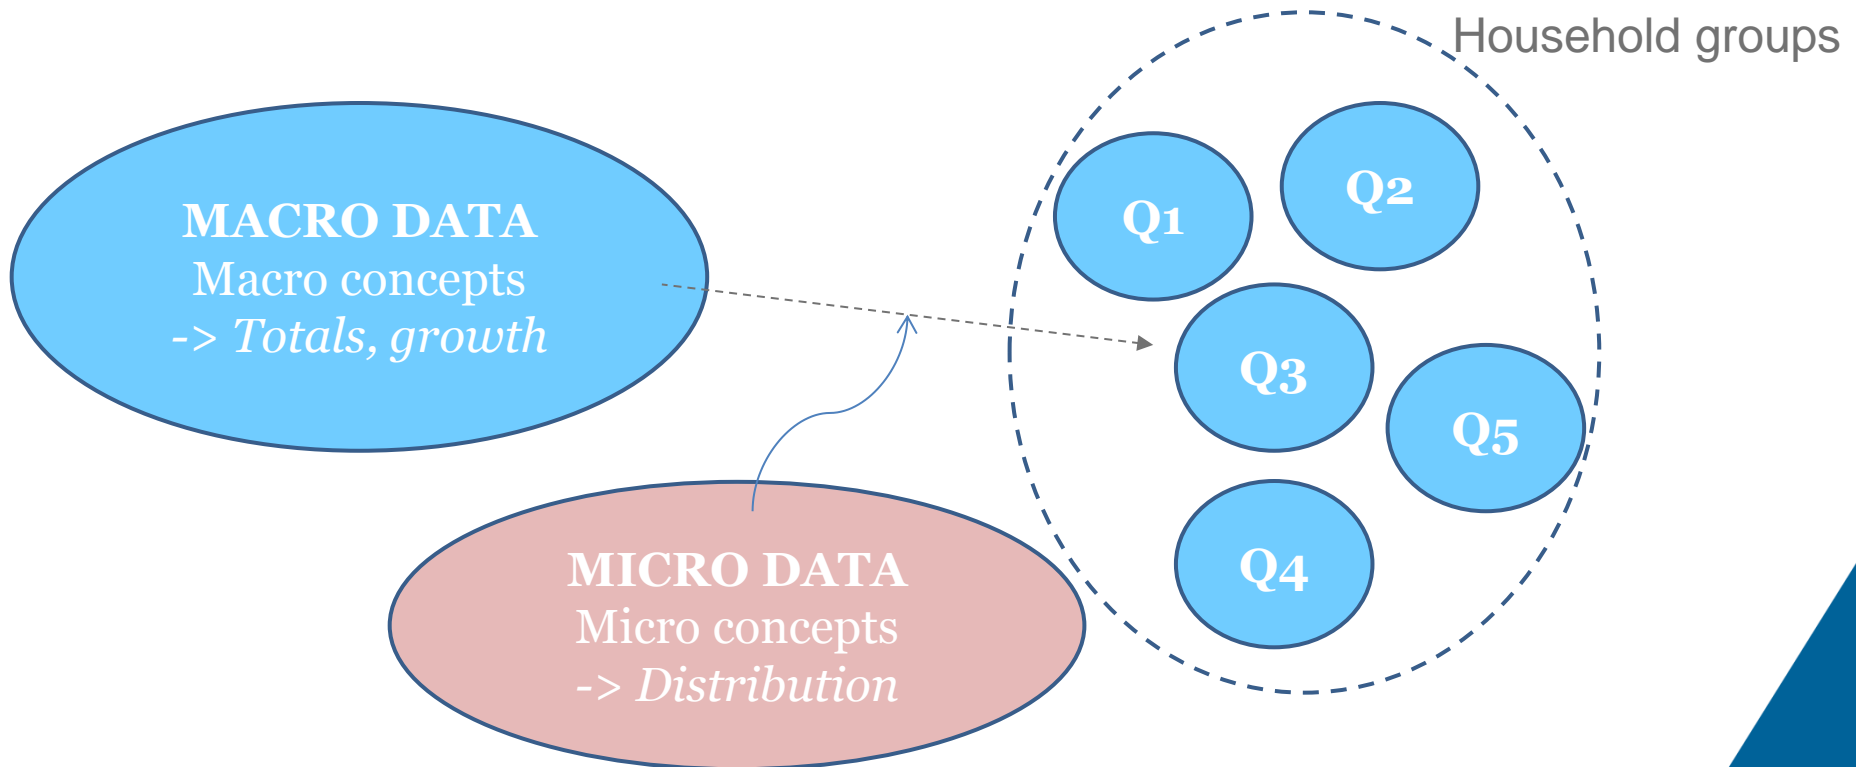 Household groups
MACRO DATA
Macro concepts
-> Totals, growth
Q1
Q2
Q3
Q5
Q4
MICRO DATA
Micro concepts
-> Distribution